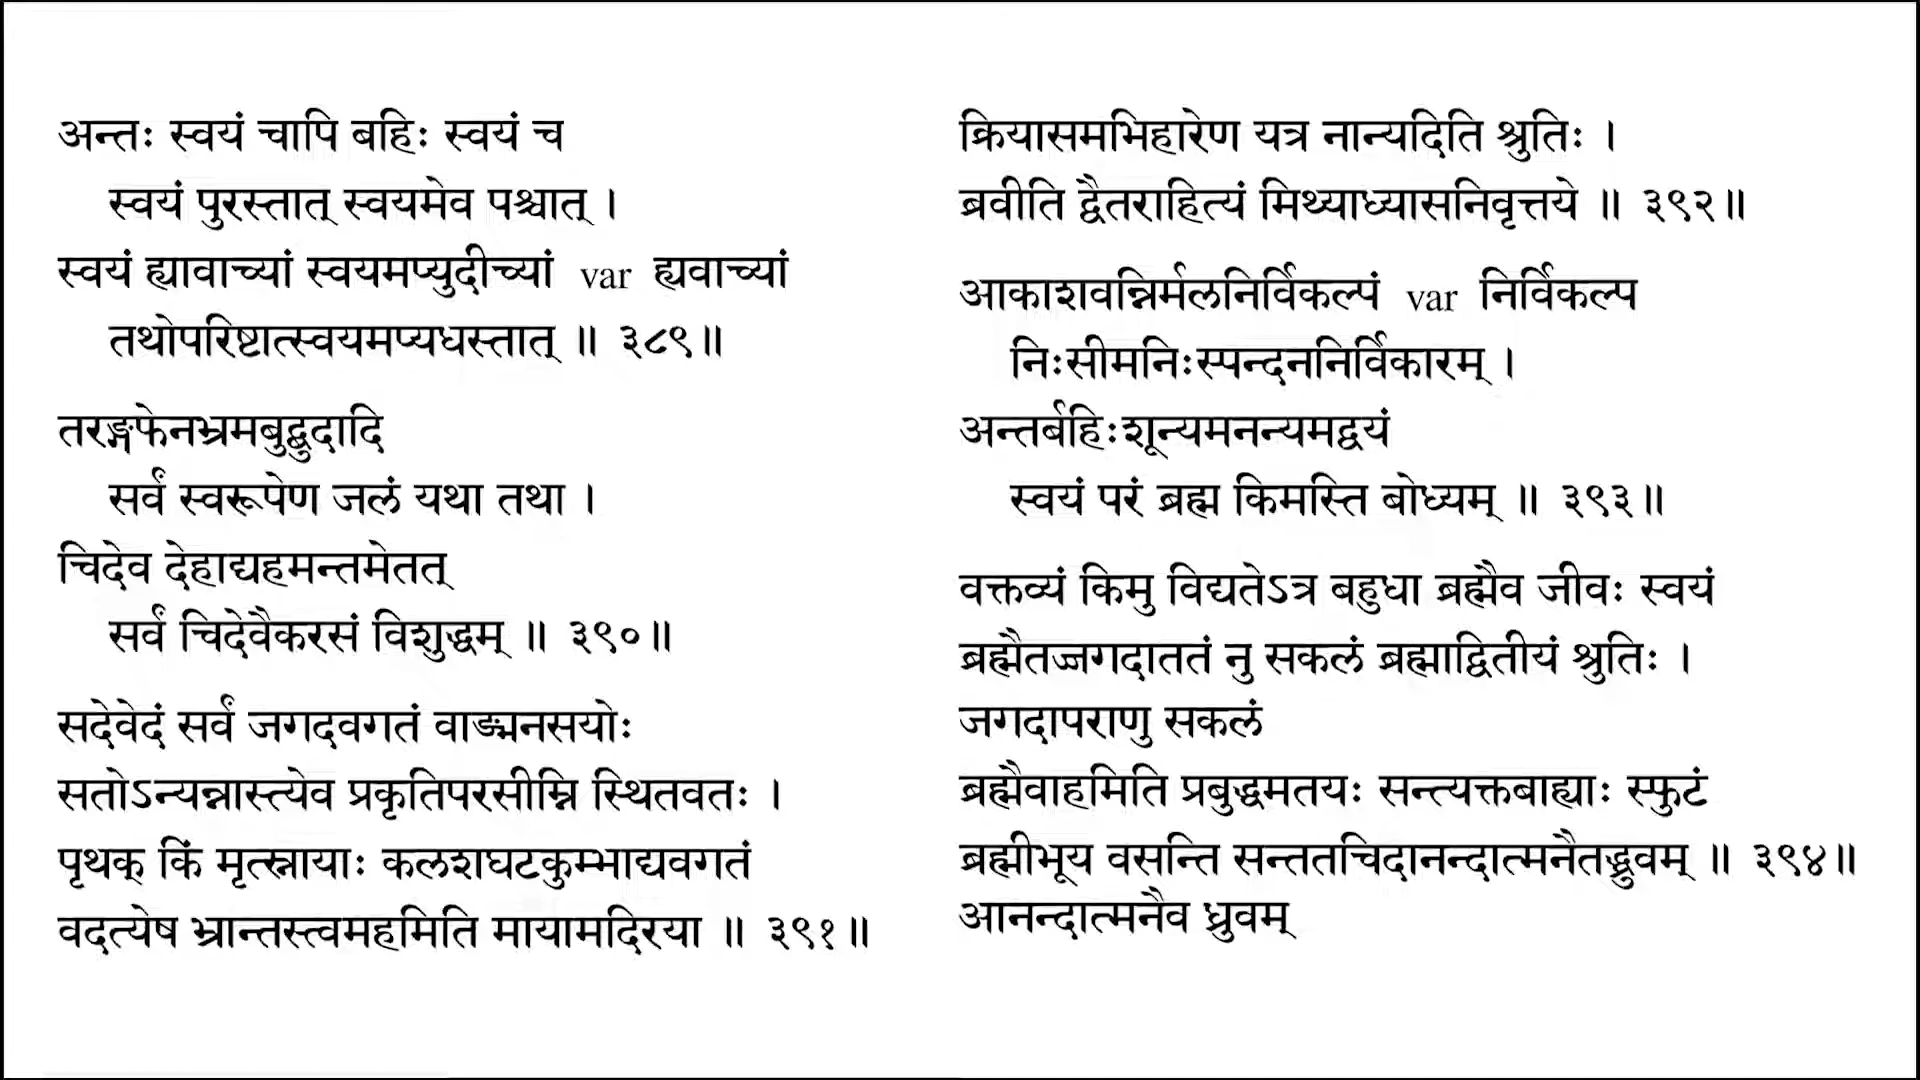 अन्तः स्वयं चापि बहिः स्वयं च
स्वयं पुरस्तात् स्वयमेव पश्चात् ।
स्वयं ह्यावाच्यां स्वयमप्युदीच्यां var ह्यवाच्यां
तथोपरिष्टात्स्वयमप्यधस्तात् ॥ ३८९॥
तरङ्गफेनभ्रमबुद्बुदादि
सर्वं स्वरूपेण जलं यथा तथा ।
चिदेव देहाद्यहमन्तमेतत्
सर्वं चिदेवैकरसं विशुद्धम् ॥ ३९०॥
सदेवेदं सर्वं जगदवगतं वाङ्मनसयोः
सतोऽन्यन्नास्त्येव प्रकृतिपरसीम्नि स्थितवतः ।
पृथक् किं मृत्स्नायाः कलशघटकुम्भाद्यवगतं
वदत्येष भ्रान्तस्त्वमहमिति मायामदिरया ॥ ३९१॥
क्रियासमभिहारेण यत्र नान्यदिति श्रुतिः ।
ब्रवीति द्वैतराहित्यं मिथ्याध्यासनिवृत्तये ॥ ३९२॥
आकाशवन्निर्मलनिर्विकल्पं var निर्विकल्प
निःसीमनिःस्पन्दननिर्विकारम् ।
अन्तर्बहिःशून्यमनन्यमद्वयं
स्वयं परं ब्रह्म किमस्ति बोध्यम् ॥ ३९३॥
वक्तव्यं किमु विद्यतेऽत्र बहुधा ब्रह्मैव जीवः स्वयं
ब्रह्मैतज्जगदाततं नु सकलं ब्रह्माद्वितीयं श्रुतिः ।
जगदापराणु सकलं
ब्रह्मैवाहमिति प्रबुद्धमतयः सन्त्यक्तबाह्याः स्फुटं
ब्रह्मीभूय वसन्ति सन्ततचिदानन्दात्मनैतद्ध्रुवम् ॥ ३९४॥
आनन्दात्मनैव ध्रुवम्